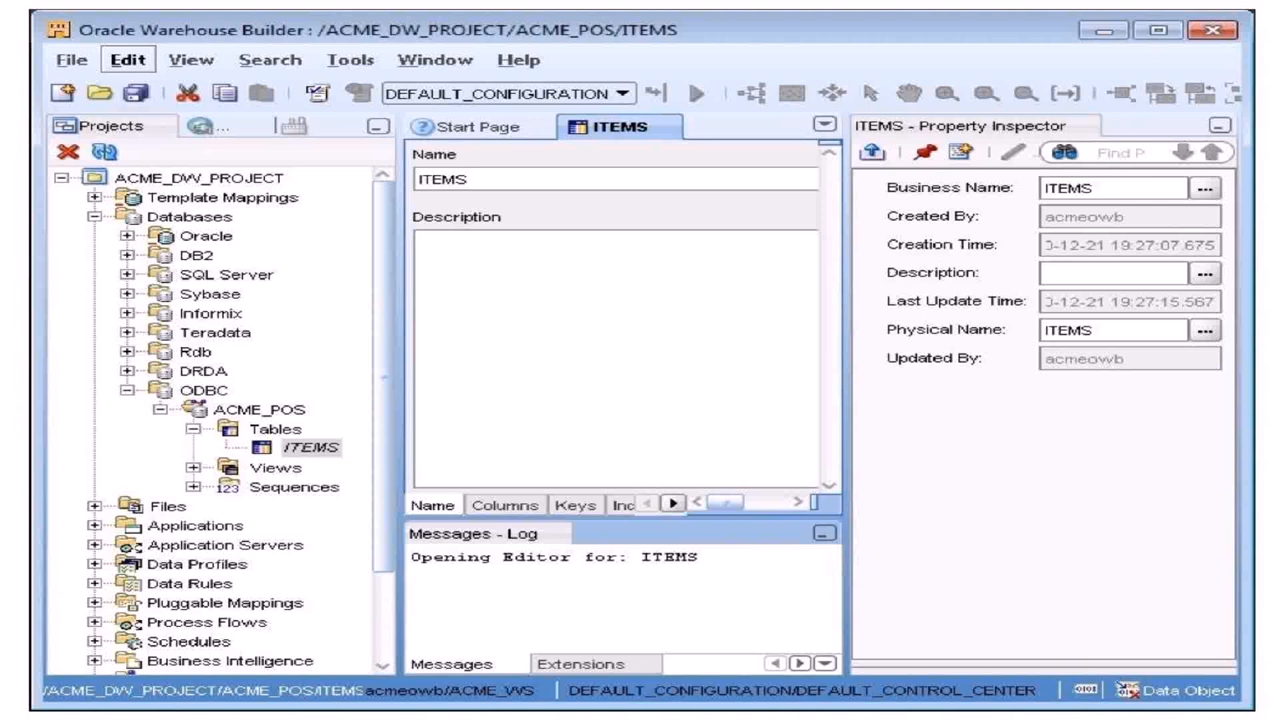 Oracle Warehouse Builder : /ACME_DW_PROJECT/ACME_POS/ITEMS
File Edit View Search Tools Window Help
DEFAULT_CONFIGURATION
Projects
...
ACME_DW_PROJECT
Template Mappings
Databases
Oracle
DB2
SQL Server
Sybase
Informix
Teradata
Rdb
DRDA
ODBC
ACME_POS
Tables
ITEMS
Views
123 Sequences
Files
Applications
Application Servers
Data Profiles
Data Rules
Pluggable Mappings
Process Flows
Schedules
Business Intelligence
Start Page ITEMS
Name
ITEMS
Description
Name Columns Keys Inc
Messages - Log
Opening Editor for: ITEMS
Messages Extensions
ITEMS - Property Inspector
Find P
Business Name: ITEMS ...
Created By: acmeowb
Creation Time: 0-12-21 19:27:07.675
Description: ...
Last Update Time: 0-12-21 19:27:15.567
Physical Name: ITEMS ...
Updated By: acmeowb
/ACME_DW_PROJECT/ACME_POS/ITEMS acmeowb/ACME_WS DEFAULT_CONFIGURATION/DEFAULT_CONTROL_CENTER Data Object